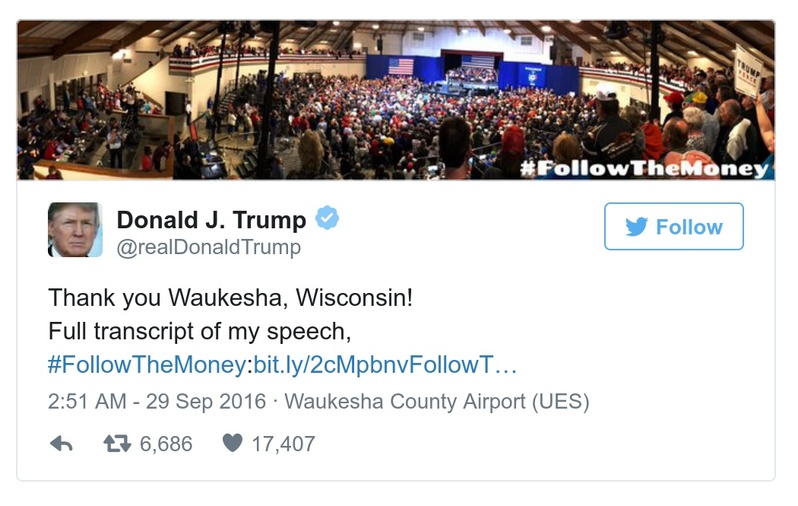 TRUMP
#FollowTheMoney
Donald J. Trump
@realDonaldTrump
Follow
Thank you Waukesha, Wisconsin!
Full transcript of my speech,
#FollowTheMoney:bit.ly/2cMpbnvFollowT…
2:51 AM - 29 Sep 2016 · Waukesha County Airport (UES)
6,686 17,407